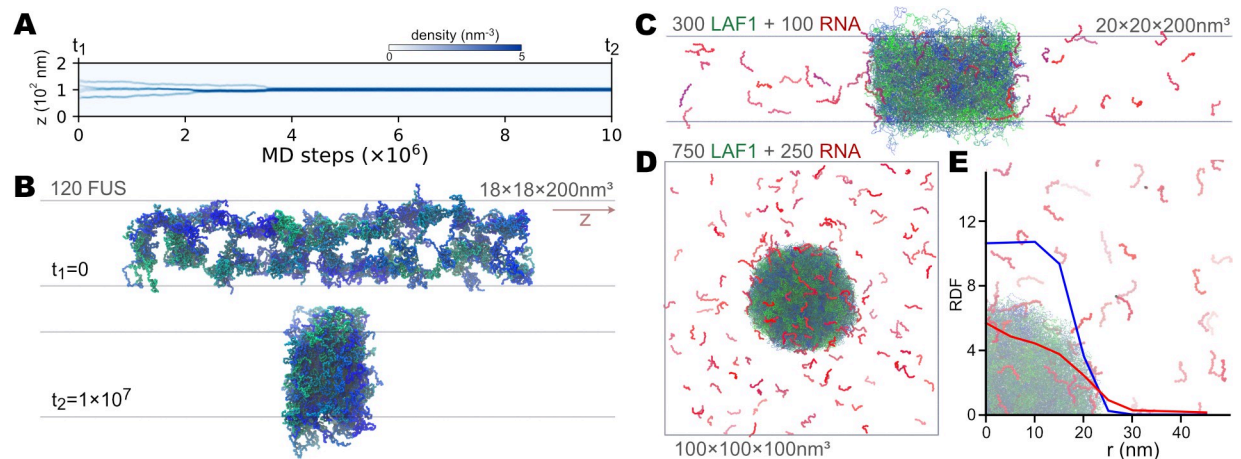 A
density (nm⁻³)
0 5
t₁ t₂
z (10² nm)
2
1
0
0 2 4 6 8 10
MD steps (×10⁶)
B
120 FUS
18×18×200nm³
z
t₁=0
t₂=1×10⁷
C
300 LAF1 + 100 RNA
20×20×200nm³
D
750 LAF1 + 250 RNA
100×100×100nm³
E
RDF
12
8
4
0
0 10 20 30 40
r (nm)